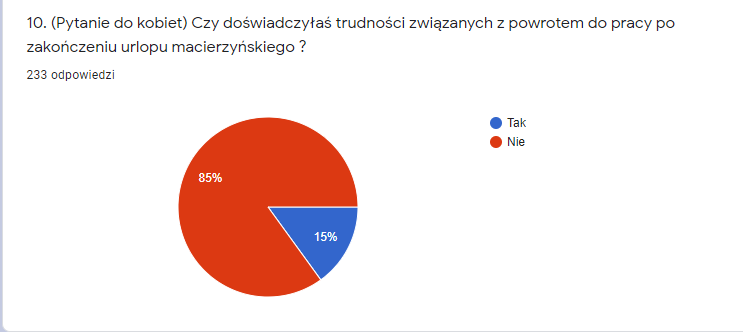 10. (Pytanie do kobiet) Czy doświadczyłaś trudności związanych z powrotem do pracy po
zakończeniu urlopu macierzyńskiego ?
233 odpowiedzi
Tak
Nie
85%
15%